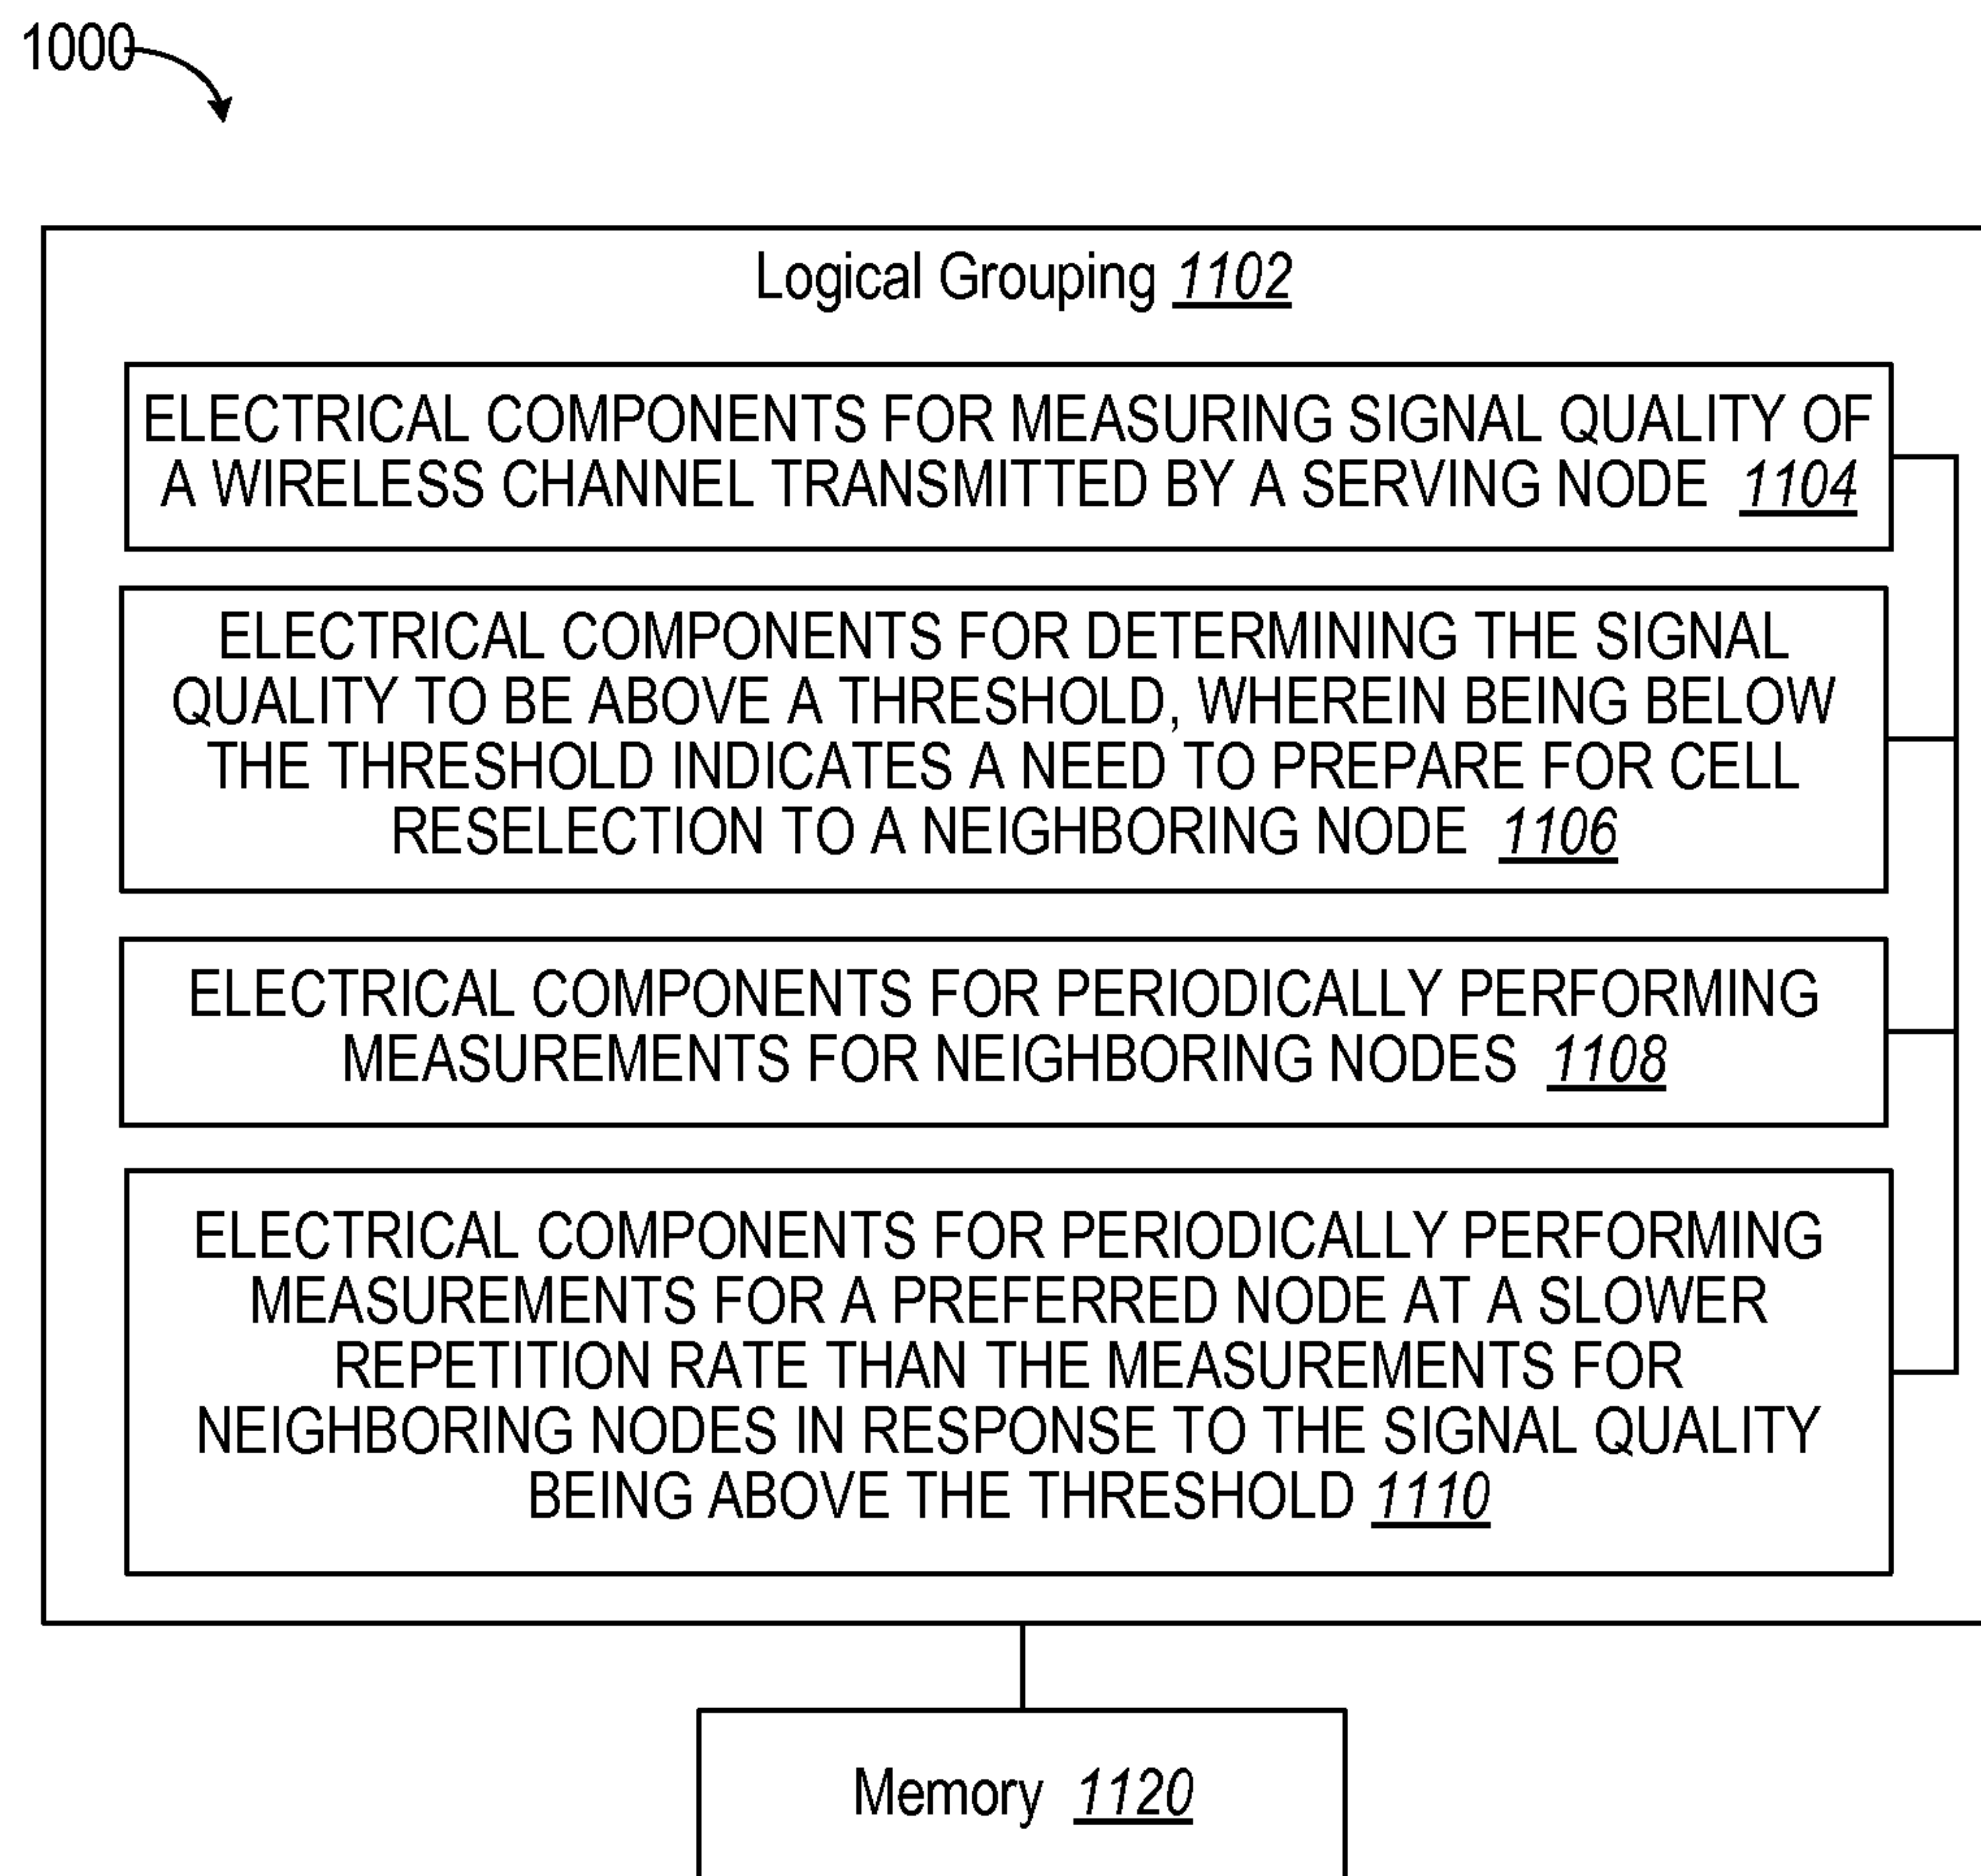 1000
Logical Grouping 1102
ELECTRICAL COMPONENTS FOR MEASURING SIGNAL QUALITY OF
A WIRELESS CHANNEL TRANSMITTED BY A SERVING NODE 1104
ELECTRICAL COMPONENTS FOR DETERMINING THE SIGNAL
QUALITY TO BE ABOVE A THRESHOLD, WHEREIN BEING BELOW
THE THRESHOLD INDICATES A NEED TO PREPARE FOR CELL
RESELECTION TO A NEIGHBORING NODE 1106
ELECTRICAL COMPONENTS FOR PERIODICALLY PERFORMING
MEASUREMENTS FOR NEIGHBORING NODES 1108
ELECTRICAL COMPONENTS FOR PERIODICALLY PERFORMING
MEASUREMENTS FOR A PREFERRED NODE AT A SLOWER
REPETITION RATE THAN THE MEASUREMENTS FOR
NEIGHBORING NODES IN RESPONSE TO THE SIGNAL QUALITY
BEING ABOVE THE THRESHOLD 1110
Memory 1120